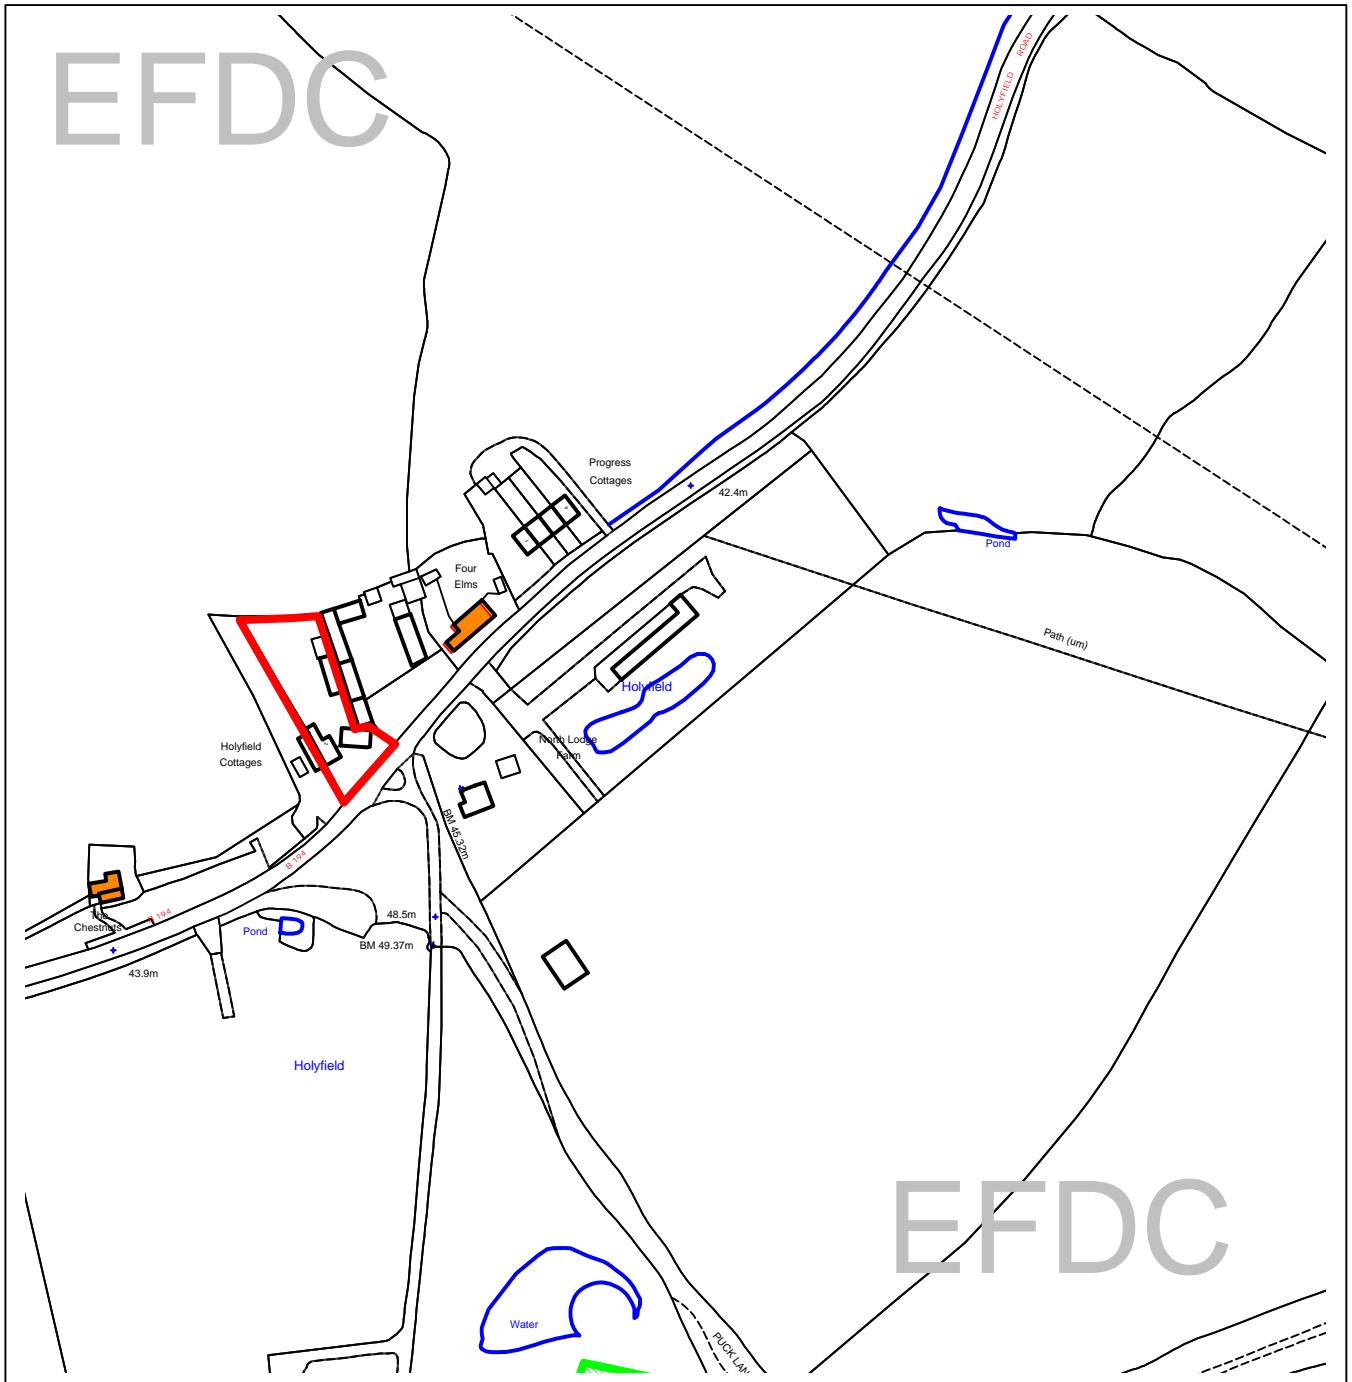 EFDC
HOLYFIELD ROAD
Progress
Cottages
42.4m
Pond
Four
Elms
Path (um)
Holyfield
Holyfield
Cottages
North Lodge
Farm
BM 45.32m
B 194
B 194
The
Chestnuts
48.5m
Pond
BM 49.37m
43.9m
Holyfield
EFDC
Water
PUCK LAN